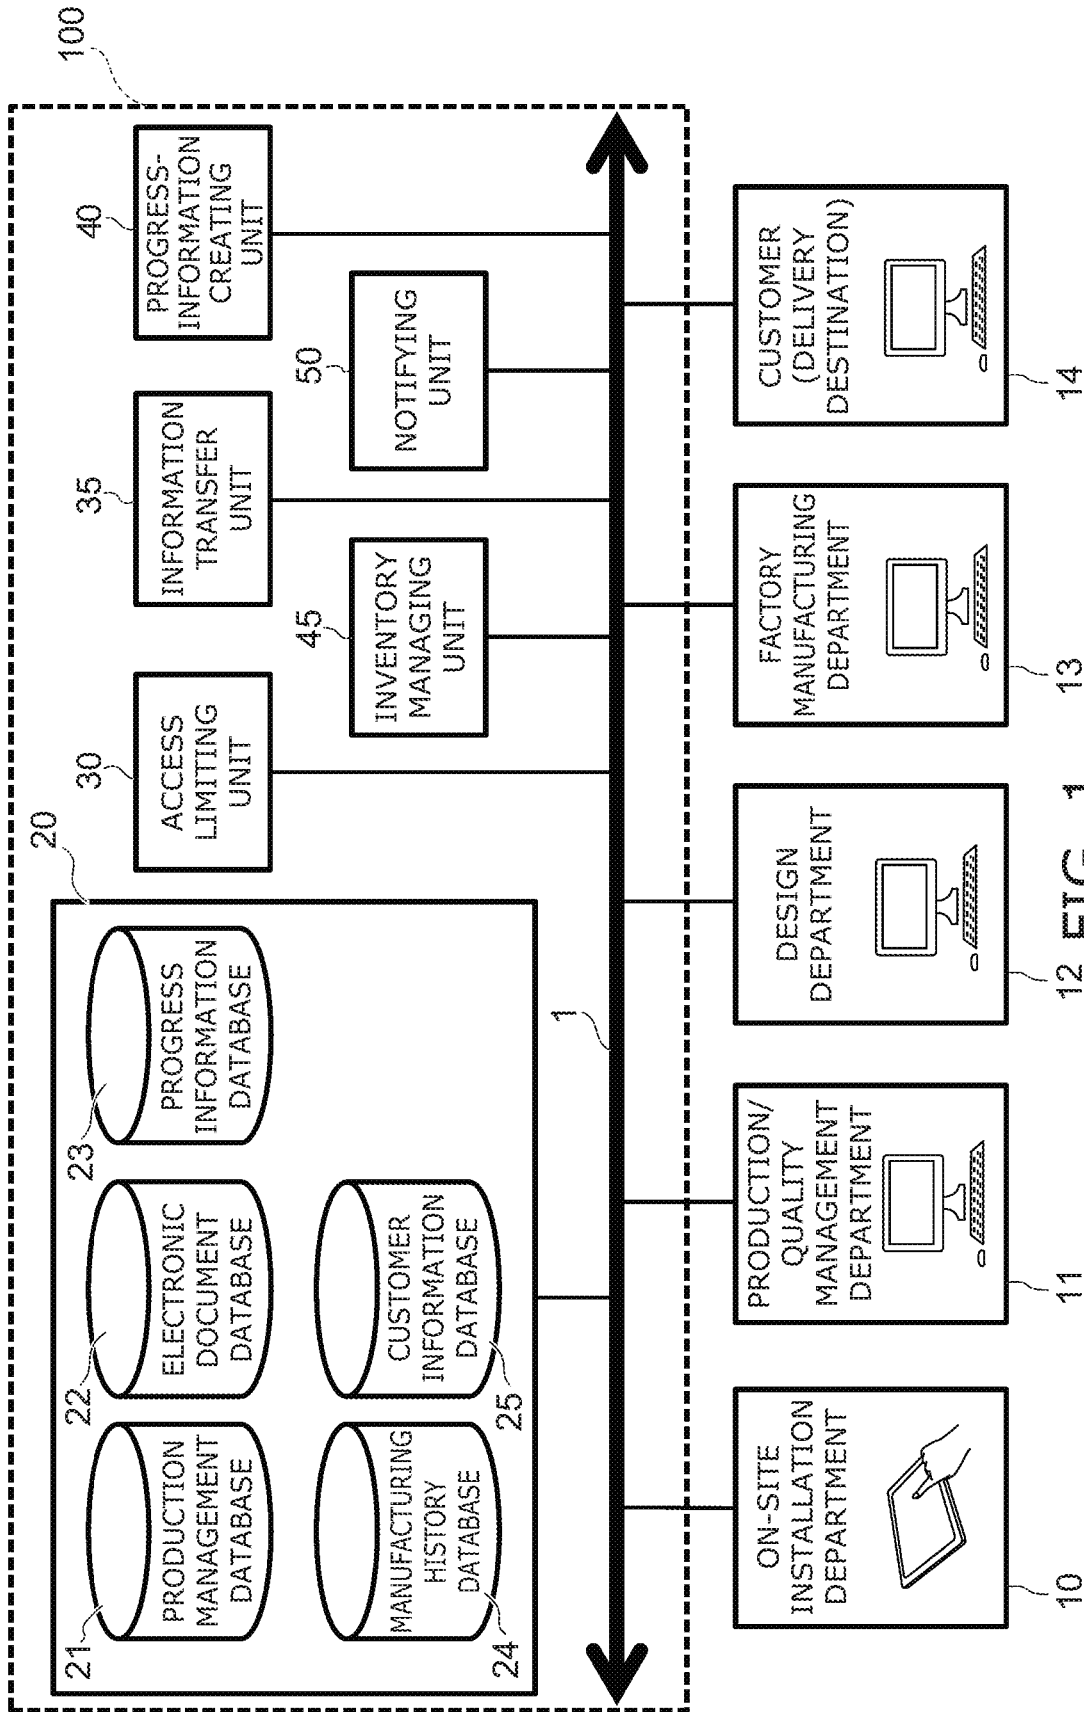 100
20
23
PROGRESS
INFORMATION
DATABASE
22
ELECTRONIC
DOCUMENT
DATABASE
21
PRODUCTION
MANAGEMENT
DATABASE
25
CUSTOMER
INFORMATION
DATABASE
24
MANUFACTURING
HISTORY
DATABASE
30
ACCESS
LIMITING
UNIT
35
INFORMATION
TRANSFER
UNIT
40
PROGRESS-
INFORMATION
CREATING
UNIT
45
INVENTORY
MANAGING
UNIT
50
NOTIFYING
UNIT
1
ON-SITE
INSTALLATION
DEPARTMENT
10
PRODUCTION/
QUALITY
MANAGEMENT
DEPARTMENT
11
DESIGN
DEPARTMENT
12
FACTORY
MANUFACTURING
DEPARTMENT
13
CUSTOMER
(DELIVERY
DESTINATION)
14
FIG. 1